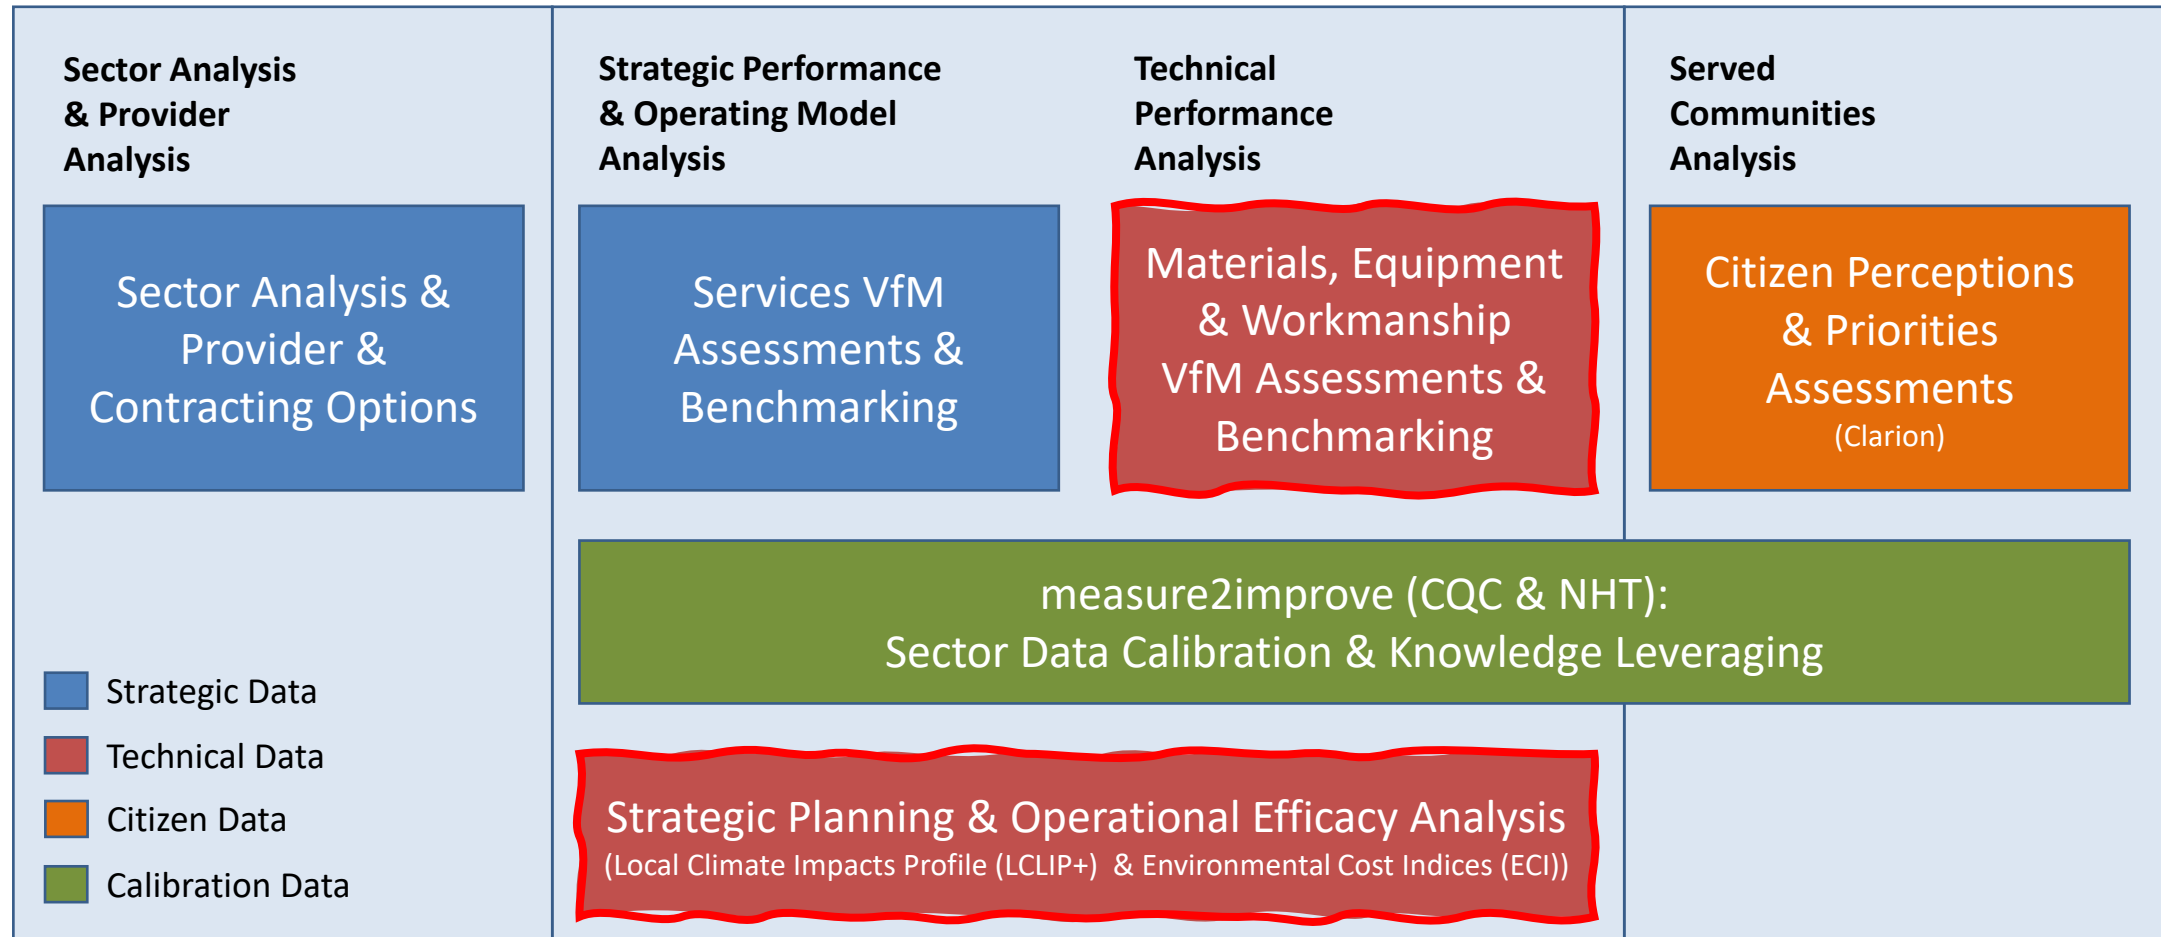 Sector Analysis
& Provider
Analysis
Strategic Performance
& Operating Model
Analysis
Technical
Performance
Analysis
Served
Communities
Analysis
Sector Analysis &
Provider &
Contracting Options
Services VfM
Assessments &
Benchmarking
Materials, Equipment
& Workmanship
VfM Assessments &
Benchmarking
Citizen Perceptions
& Priorities
Assessments
(Clarion)
measure2improve (CQC & NHT):
Sector Data Calibration & Knowledge Leveraging
Strategic Data
Technical Data
Citizen Data
Calibration Data
Strategic Planning & Operational Efficacy Analysis
(Local Climate Impacts Profile (LCLIP+) & Environmental Cost Indices (ECI))